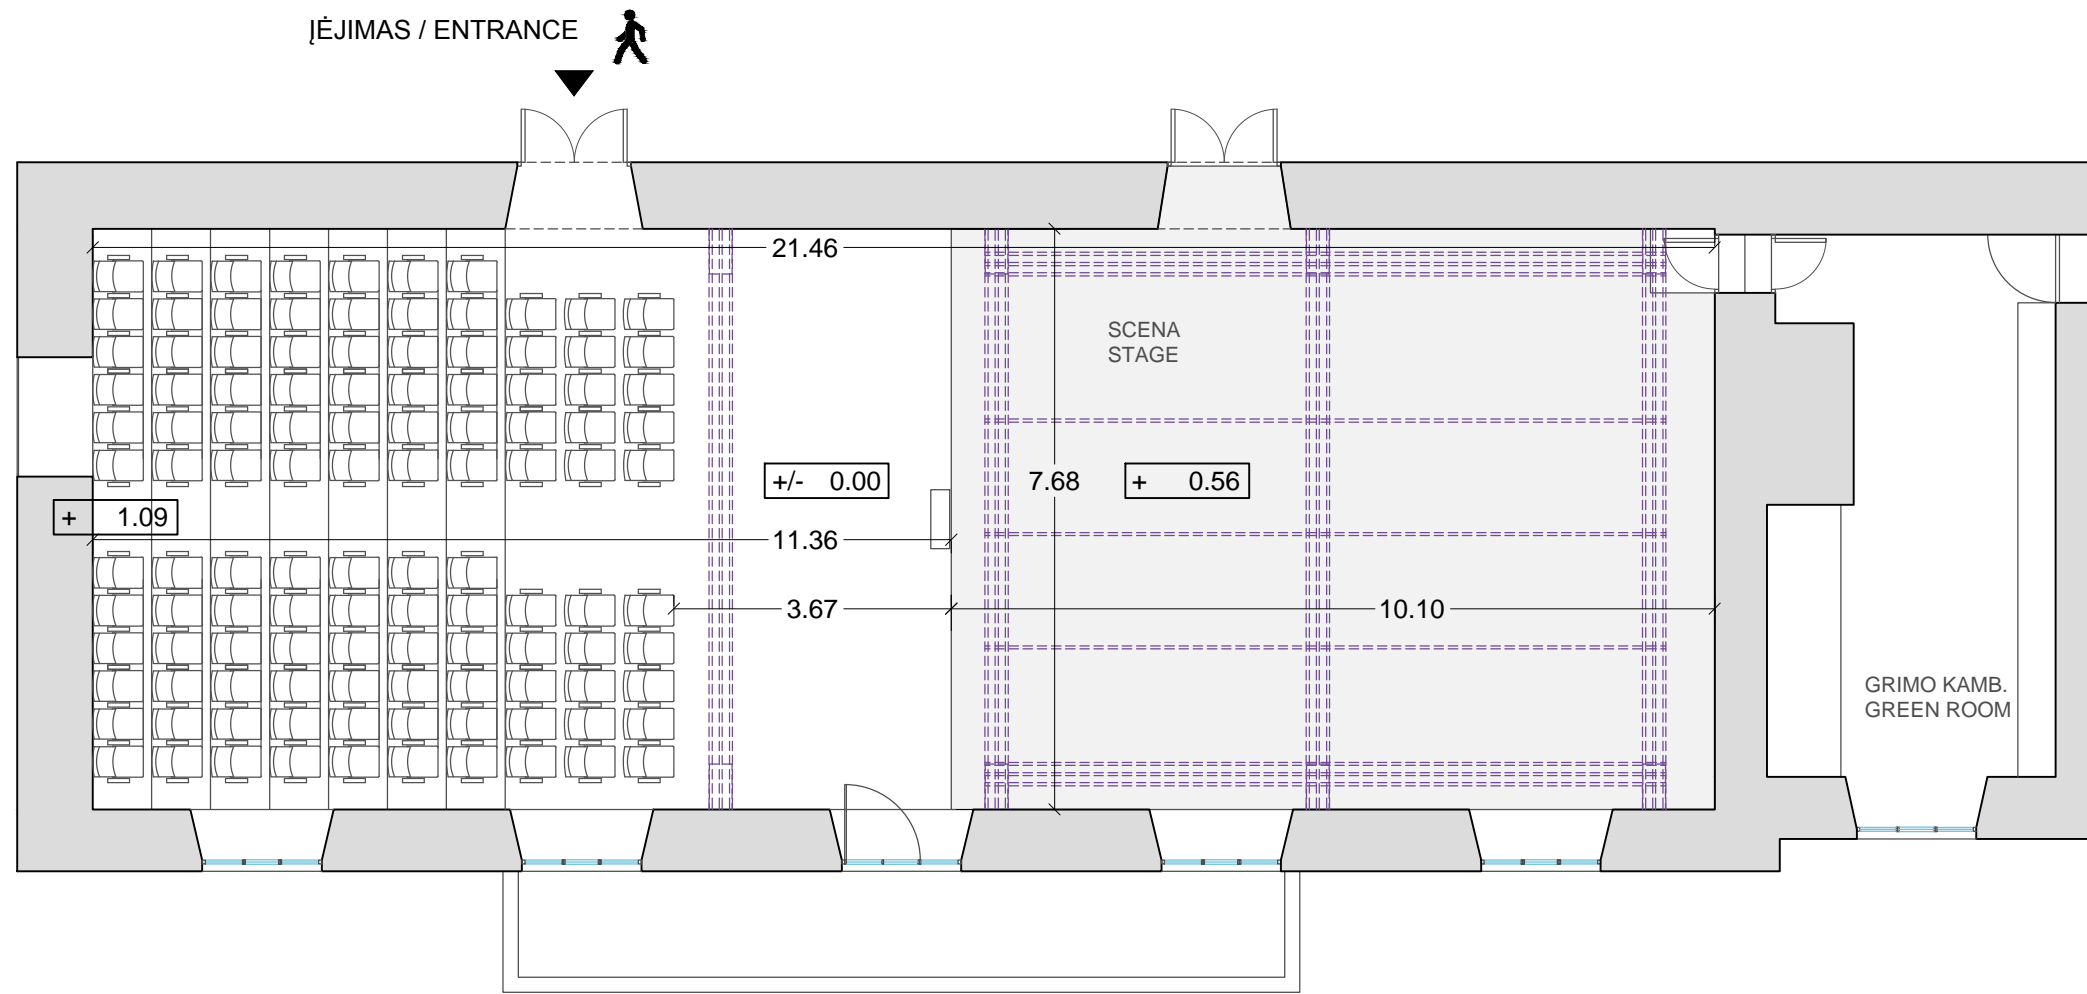 ĮĖJIMAS / ENTRANCE
21.46
SCENA
STAGE
+/- 0.00
7.68
+ 0.56
+ 1.09
11.36
3.67
10.10
GRIMO KAMB.
GREEN ROOM